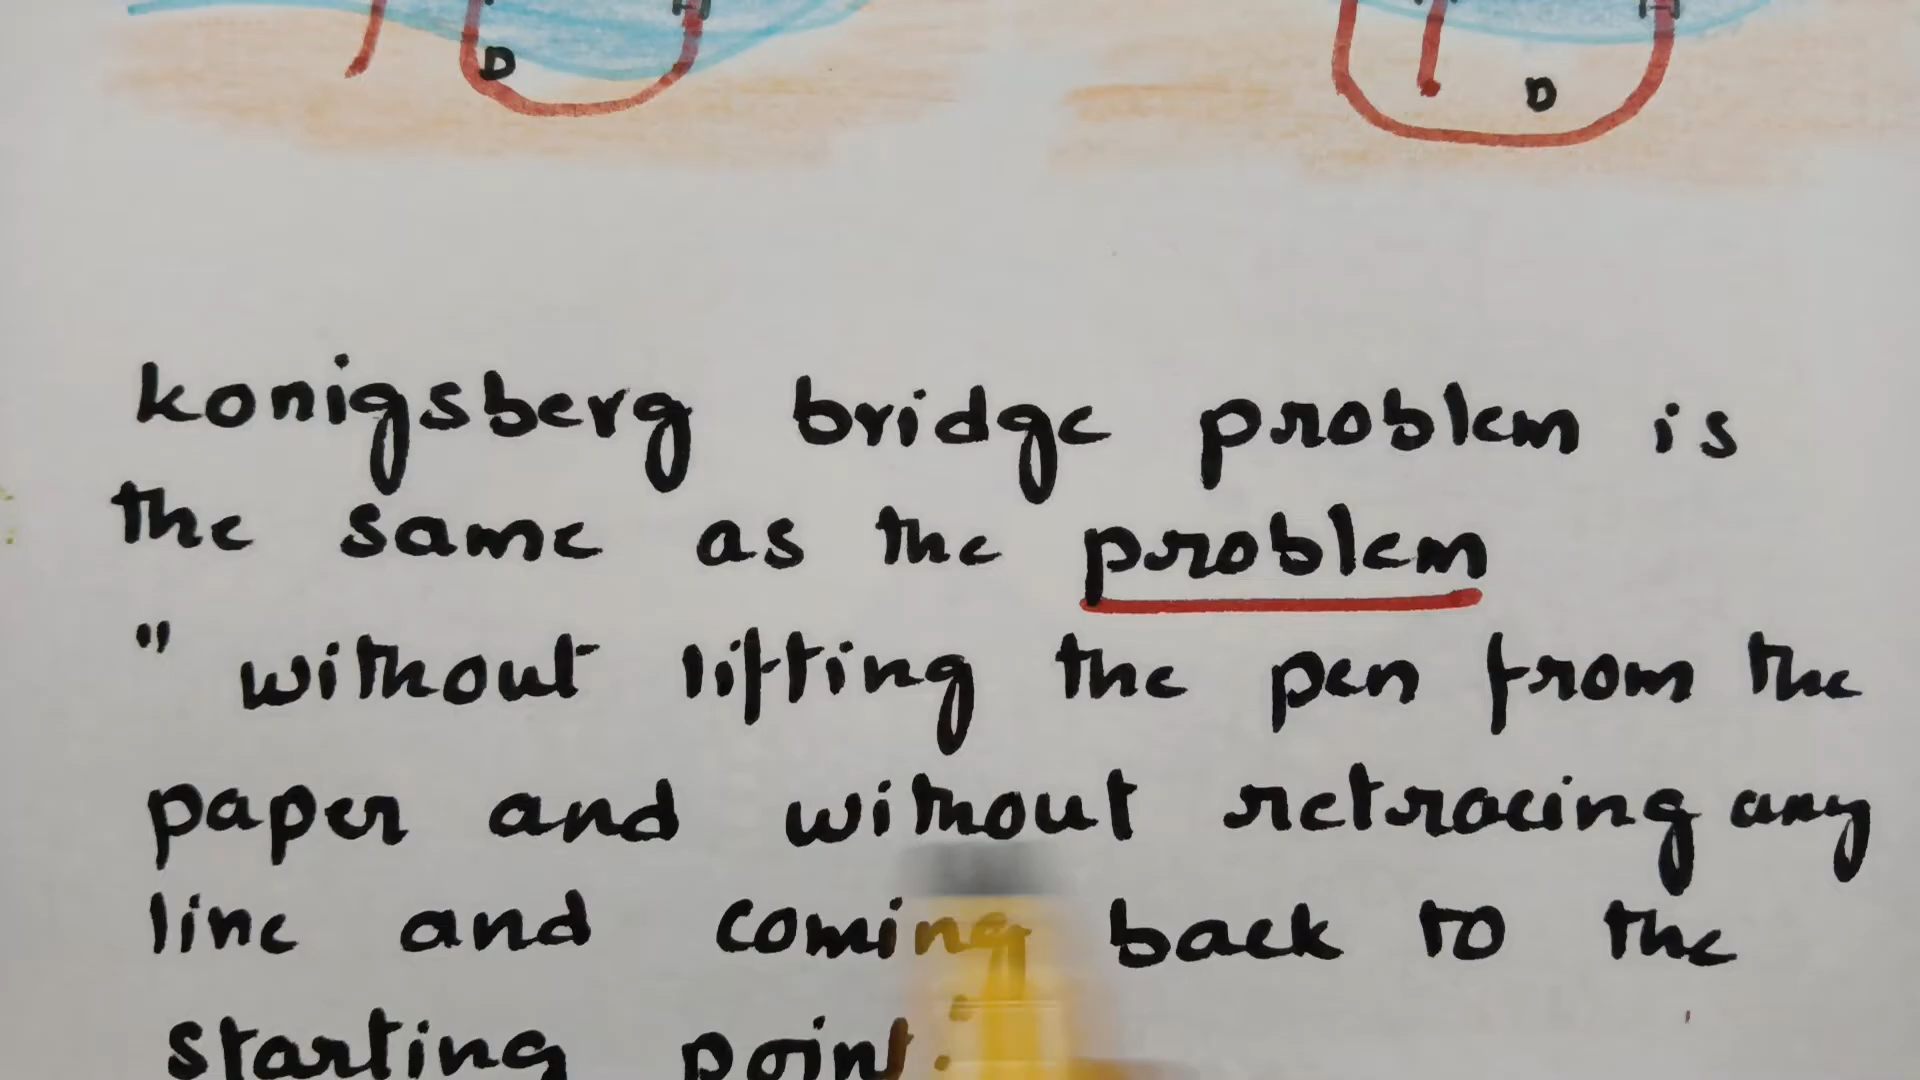 D
D
konigsberg bridge problem is
the same as the problem
" without lifting the pen from the
paper and without retracing any
line and coming back to the
starting point.